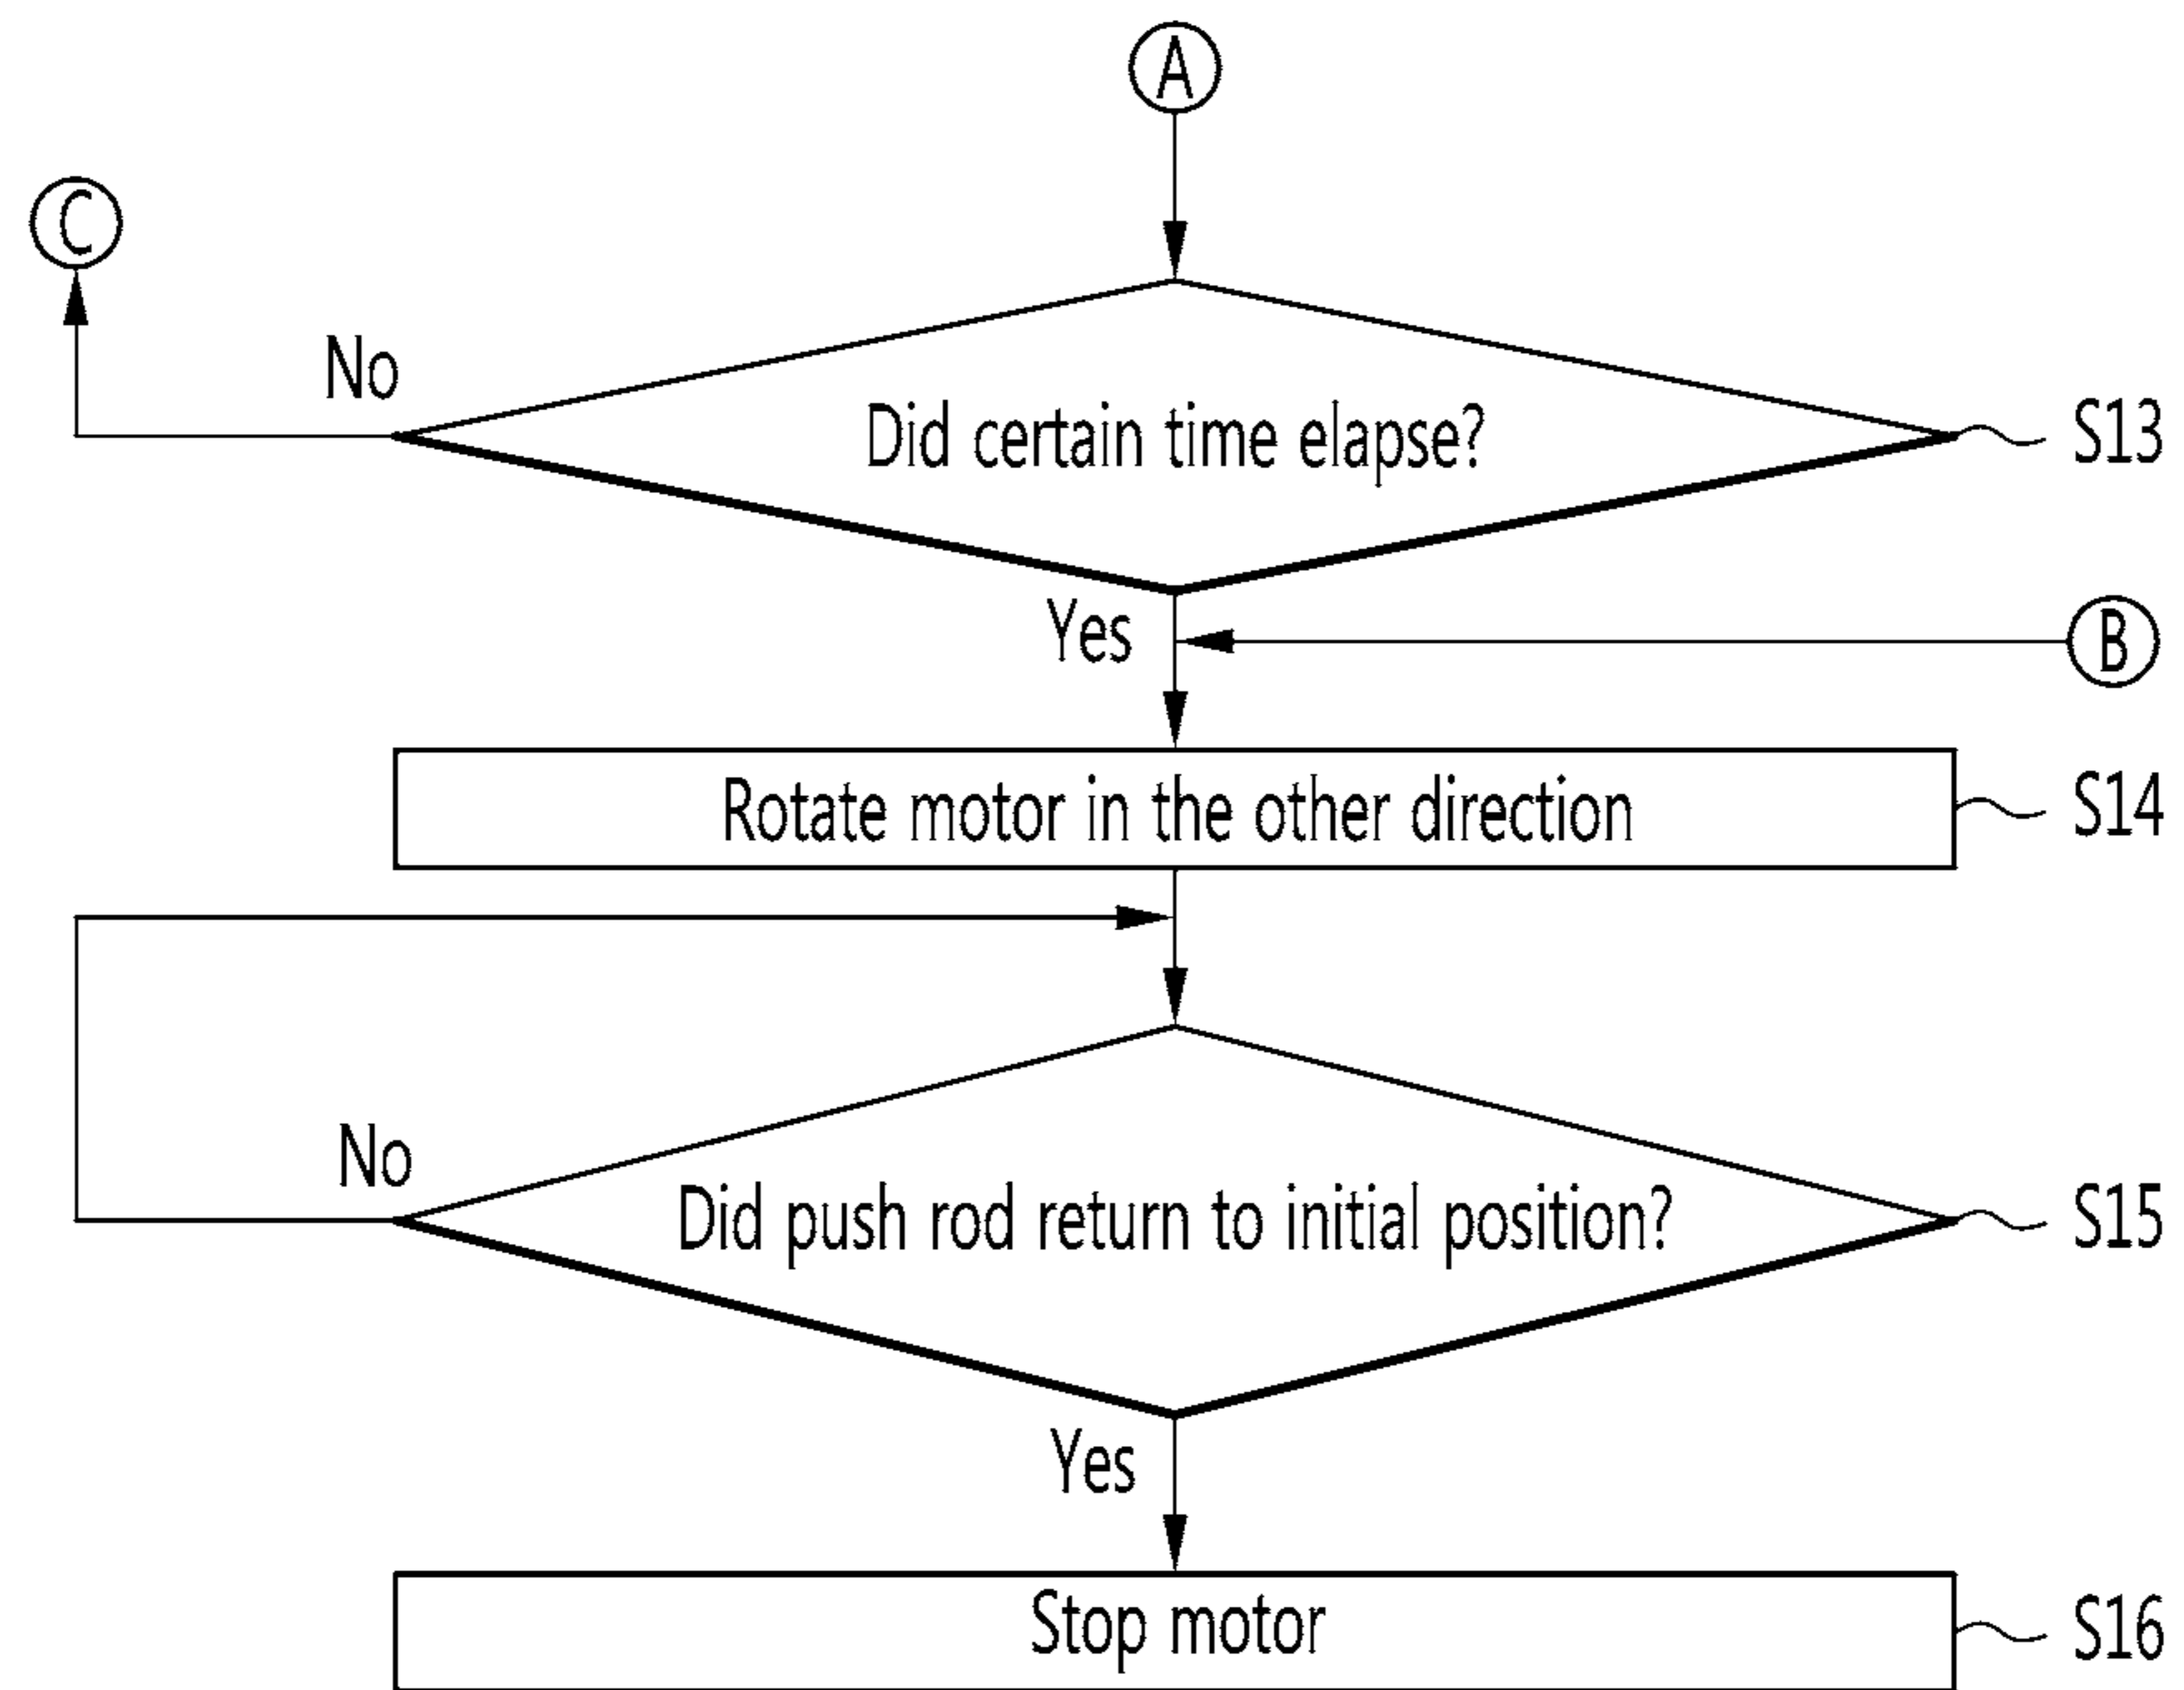 A
C
No
Did certain time elapse?
S13
Yes
B
Rotate motor in the other direction
S14
No
Did push rod return to initial position?
S15
Yes
Stop motor
S16